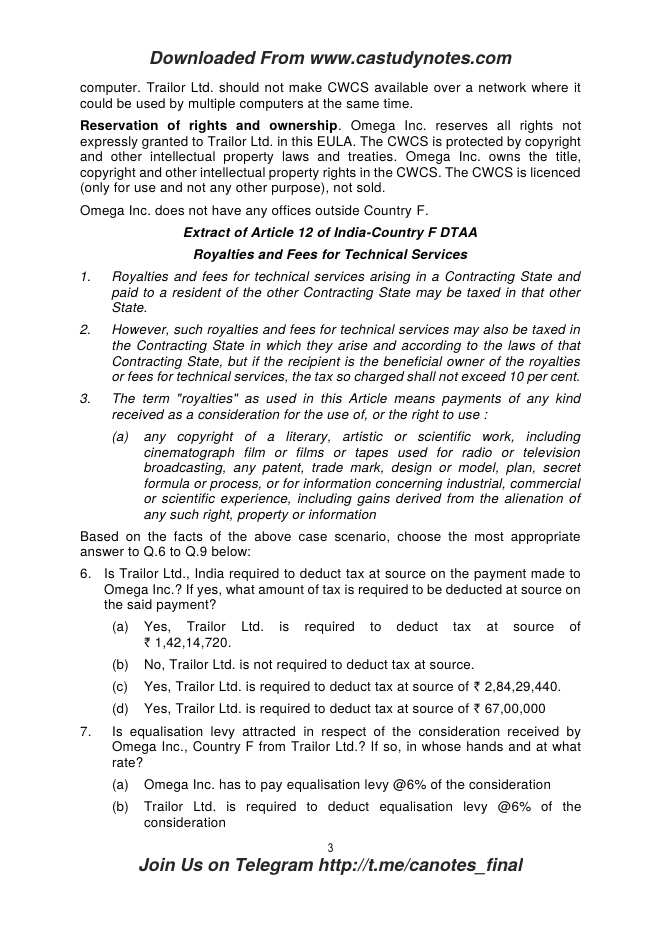 Downloaded From www.castudynotes.com
computer. Trailor Ltd. should not make CWCS available over a network where it
could be used by multiple computers at the same time.
Reservation of rights and ownership. Omega Inc. reserves all rights not
expressly granted to Trailor Ltd. in this EULA. The CWCS is protected by copyright
and other intellectual property laws and treaties. Omega Inc. owns the title,
copyright and other intellectual property rights in the CWCS. The CWCS is licenced
(only for use and not any other purpose), not sold.
Omega Inc. does not have any offices outside Country F.
Extract of Article 12 of India-Country F DTAA
Royalties and Fees for Technical Services
1. Royalties and fees for technical services arising in a Contracting State and
paid to a resident of the other Contracting State may be taxed in that other
State.
2. However, such royalties and fees for technical services may also be taxed in
the Contracting State in which they arise and according to the laws of that
Contracting State, but if the recipient is the beneficial owner of the royalties
or fees for technical services, the tax so charged shall not exceed 10 per cent.
3. The term "royalties" as used in this Article means payments of any kind
received as a consideration for the use of, or the right to use :
(a) any copyright of a literary, artistic or scientific work, including
cinematograph film or films or tapes used for radio or television
broadcasting, any patent, trade mark, design or model, plan, secret
formula or process, or for information concerning industrial, commercial
or scientific experience, including gains derived from the alienation of
any such right, property or information
Based on the facts of the above case scenario, choose the most appropriate
answer to Q.6 to Q.9 below:
6. Is Trailor Ltd., India required to deduct tax at source on the payment made to
Omega Inc.? If yes, what amount of tax is required to be deducted at source on
the said payment?
(a) Yes, Trailor Ltd. is required to deduct tax at source of
₹ 1,42,14,720.
(b) No, Trailor Ltd. is not required to deduct tax at source.
(c) Yes, Trailor Ltd. is required to deduct tax at source of ₹ 2,84,29,440.
(d) Yes, Trailor Ltd. is required to deduct tax at source of ₹ 67,00,000
7. Is equalisation levy attracted in respect of the consideration received by
Omega Inc., Country F from Trailor Ltd.? If so, in whose hands and at what
rate?
(a) Omega Inc. has to pay equalisation levy @6% of the consideration
(b) Trailor Ltd. is required to deduct equalisation levy @6% of the
consideration
3
Join Us on Telegram http://t.me/canotes_final